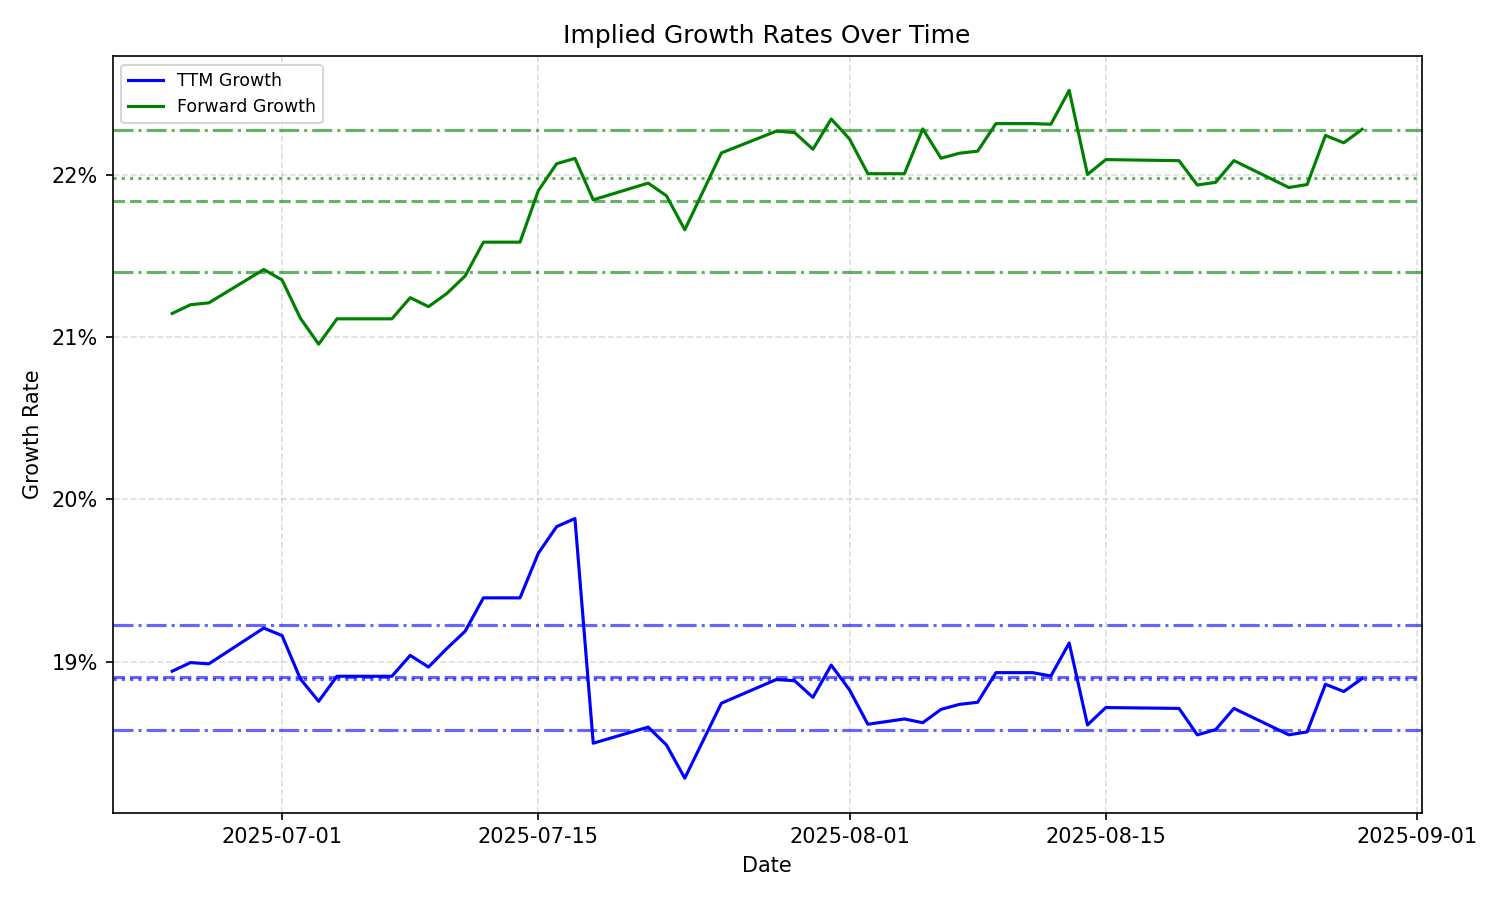 Implied Growth Rates Over Time
TTM Growth
Forward Growth
22%
21%
20%
19%
Growth Rate
2025-07-01
2025-07-15
2025-08-01
2025-08-15
2025-09-01
Date